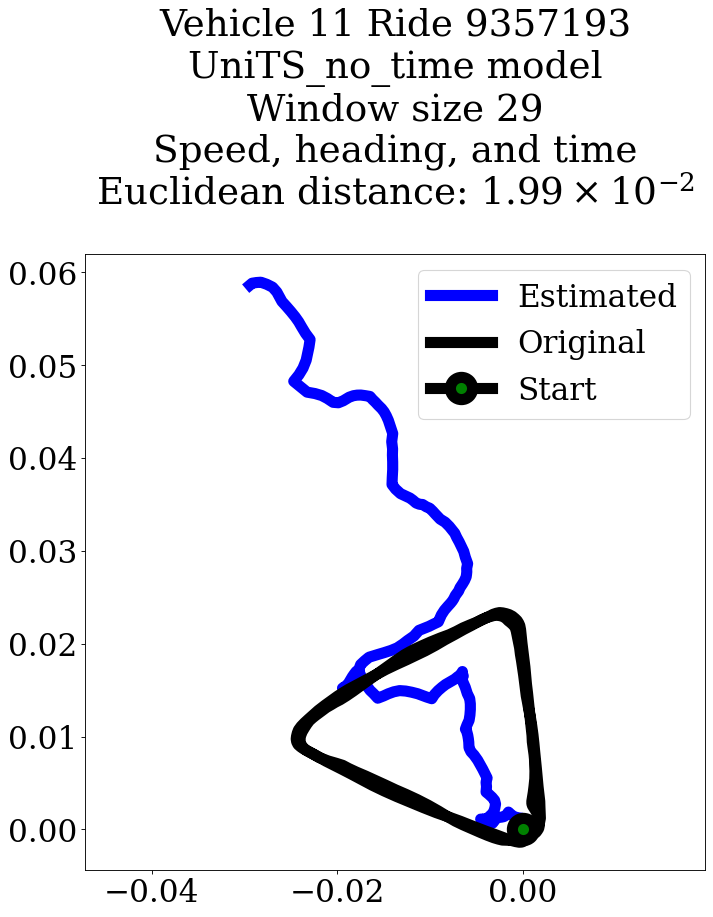 Vehicle 11 Ride 9357193
UniTS_no_time model
Window size 29
Speed, heading, and time
Euclidean distance: 1.99 × 10⁻²
0.06
0.05
0.04
0.03
0.02
0.01
0.00
Estimated
Original
Start
−0.04
−0.02
0.00